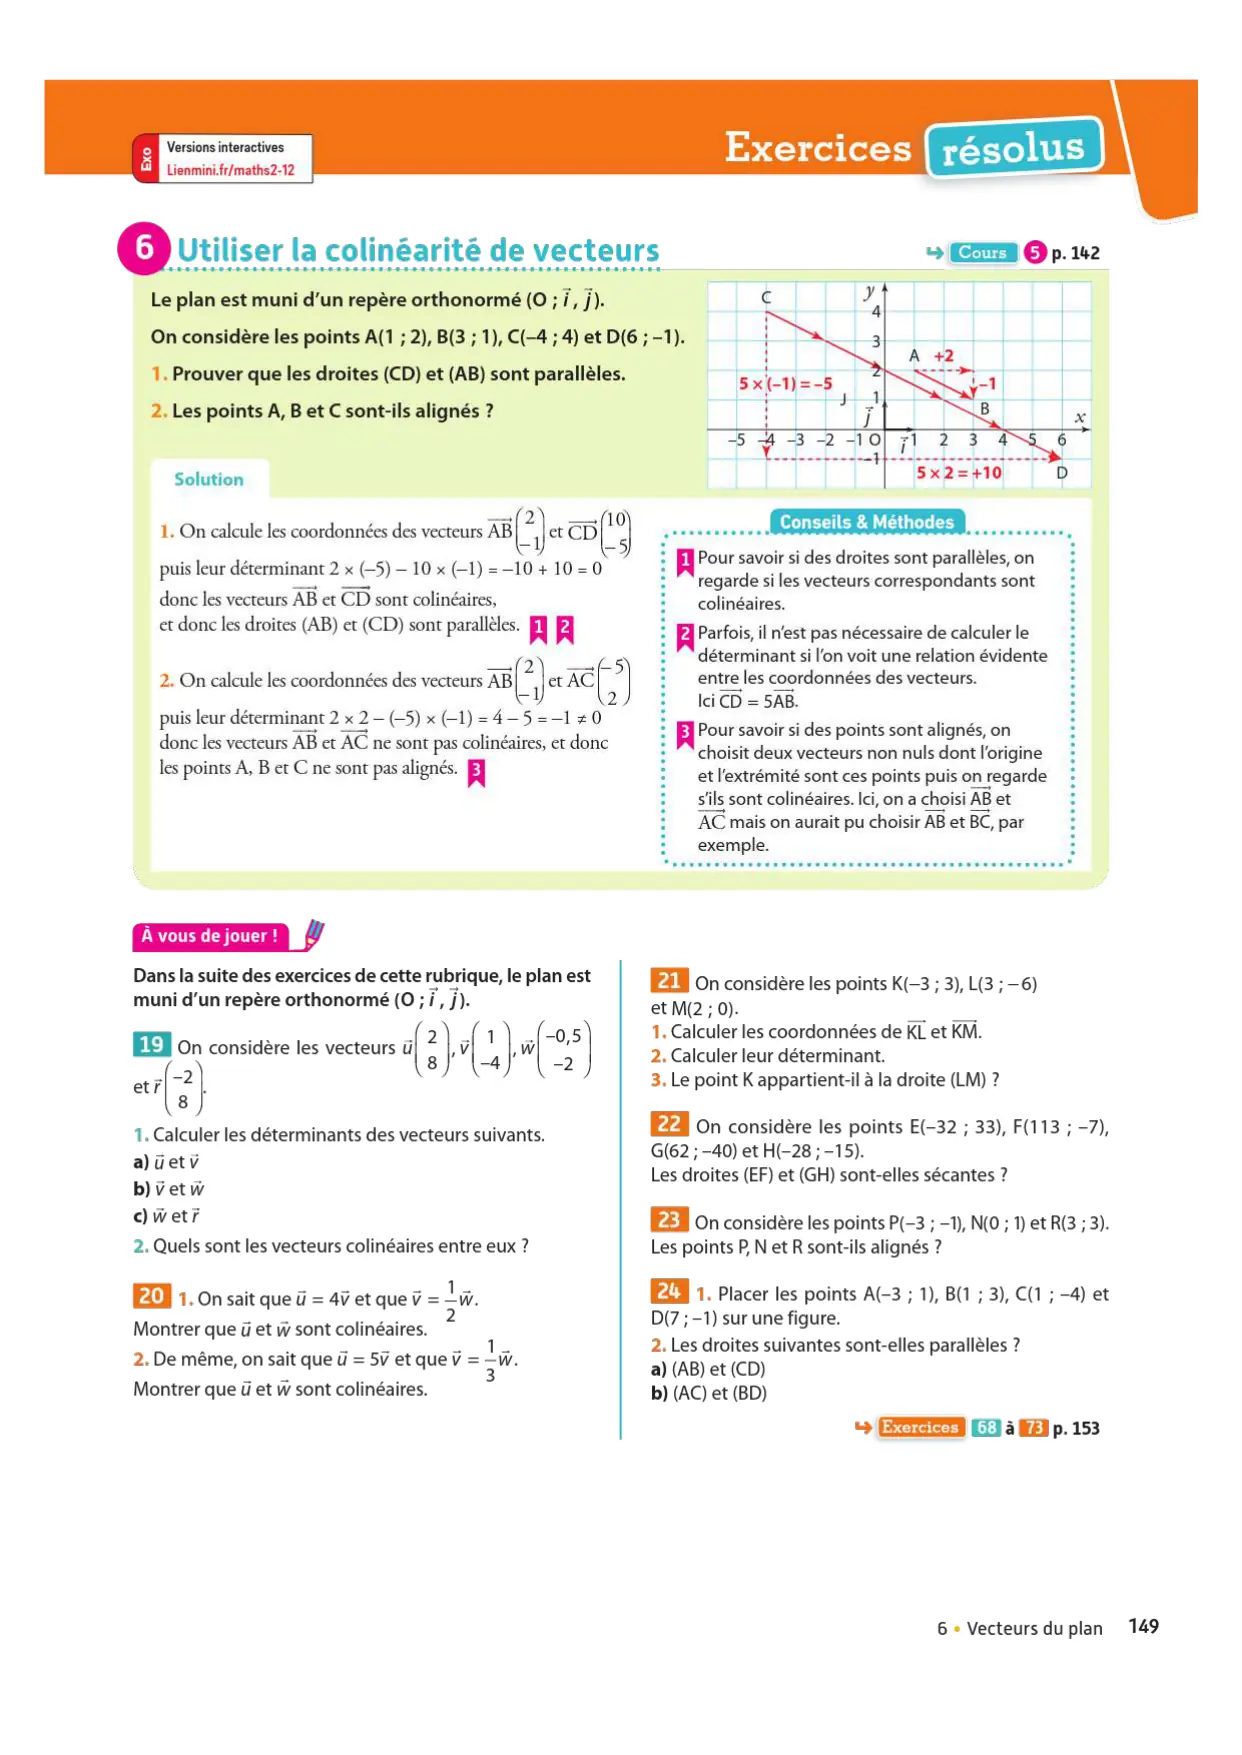 Exo
Versions interactives
Lienmini.fr/maths2-12
Exercices résolus
6 Utiliser la colinéarité de vecteurs
Cours 5 p. 142
Le plan est muni d'un repère orthonormé (O ; i⃗, j⃗).
On considère les points A(1 ; 2), B(3 ; 1), C(–4 ; 4) et D(6 ; –1).
1. Prouver que les droites (CD) et (AB) sont parallèles.
2. Les points A, B et C sont-ils alignés ?
C y
4
3
A +2
2
5 × (–1) = –5 –1
J 1
B
j⃗ x
–5 –4 –3 –2 –1 O i⃗ 1 2 3 4 5 6
–1
5 × 2 = +10 D
Solution
1. On calcule les coordonnées des vecteurs AB⃗ (2 ; –1) et CD⃗ (10 ; –5)
puis leur déterminant 2 × (–5) – 10 × (–1) = –10 + 10 = 0
donc les vecteurs AB⃗ et CD⃗ sont colinéaires,
et donc les droites (AB) et (CD) sont parallèles. 1 2
2. On calcule les coordonnées des vecteurs AB⃗ (2 ; –1) et AC⃗ (–5 ; 2)
puis leur déterminant 2 × 2 – (–5) × (–1) = 4 – 5 = –1 ≠ 0
donc les vecteurs AB⃗ et AC⃗ ne sont pas colinéaires, et donc
les points A, B et C ne sont pas alignés. 3
Conseils & Méthodes
1 Pour savoir si des droites sont parallèles, on
regarde si les vecteurs correspondants sont
colinéaires.
2 Parfois, il n'est pas nécessaire de calculer le
déterminant si l'on voit une relation évidente
entre les coordonnées des vecteurs.
Ici CD⃗ = 5AB⃗.
3 Pour savoir si des points sont alignés, on
choisit deux vecteurs non nuls dont l'origine
et l'extrémité sont ces points puis on regarde
s'ils sont colinéaires. Ici, on a choisi AB⃗ et
AC⃗ mais on aurait pu choisir AB⃗ et BC⃗, par
exemple.
À vous de jouer !
Dans la suite des exercices de cette rubrique, le plan est
muni d'un repère orthonormé (O ; i⃗, j⃗).
19 On considère les vecteurs u⃗ (2 ; 8), v⃗ (1 ; –4), w⃗ (–0,5 ; –2)
et r⃗ (–2 ; 8).
1. Calculer les déterminants des vecteurs suivants.
a) u⃗ et v⃗
b) v⃗ et w⃗
c) w⃗ et r⃗
2. Quels sont les vecteurs colinéaires entre eux ?
20 1. On sait que u⃗ = 4v⃗ et que v⃗ = 1/2 w⃗.
Montrer que u⃗ et w⃗ sont colinéaires.
2. De même, on sait que u⃗ = 5v⃗ et que v⃗ = 1/3 w⃗.
Montrer que u⃗ et w⃗ sont colinéaires.
21 On considère les points K(–3 ; 3), L(3 ; – 6)
et M(2 ; 0).
1. Calculer les coordonnées de KL⃗ et KM⃗.
2. Calculer leur déterminant.
3. Le point K appartient-il à la droite (LM) ?
22 On considère les points E(–32 ; 33), F(113 ; –7),
G(62 ; –40) et H(–28 ; –15).
Les droites (EF) et (GH) sont-elles sécantes ?
23 On considère les points P(–3 ; –1), N(0 ; 1) et R(3 ; 3).
Les points P, N et R sont-ils alignés ?
24 1. Placer les points A(–3 ; 1), B(1 ; 3), C(1 ; –4) et
D(7 ; –1) sur une figure.
2. Les droites suivantes sont-elles parallèles ?
a) (AB) et (CD)
b) (AC) et (BD)
Exercices 68 à 73 p. 153
6 • Vecteurs du plan 149